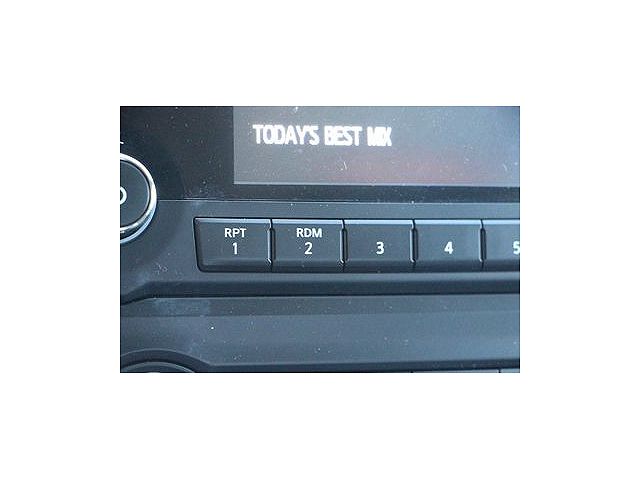 TODAY'S BEST MIX
RPT RDM
1 2 3 4 5